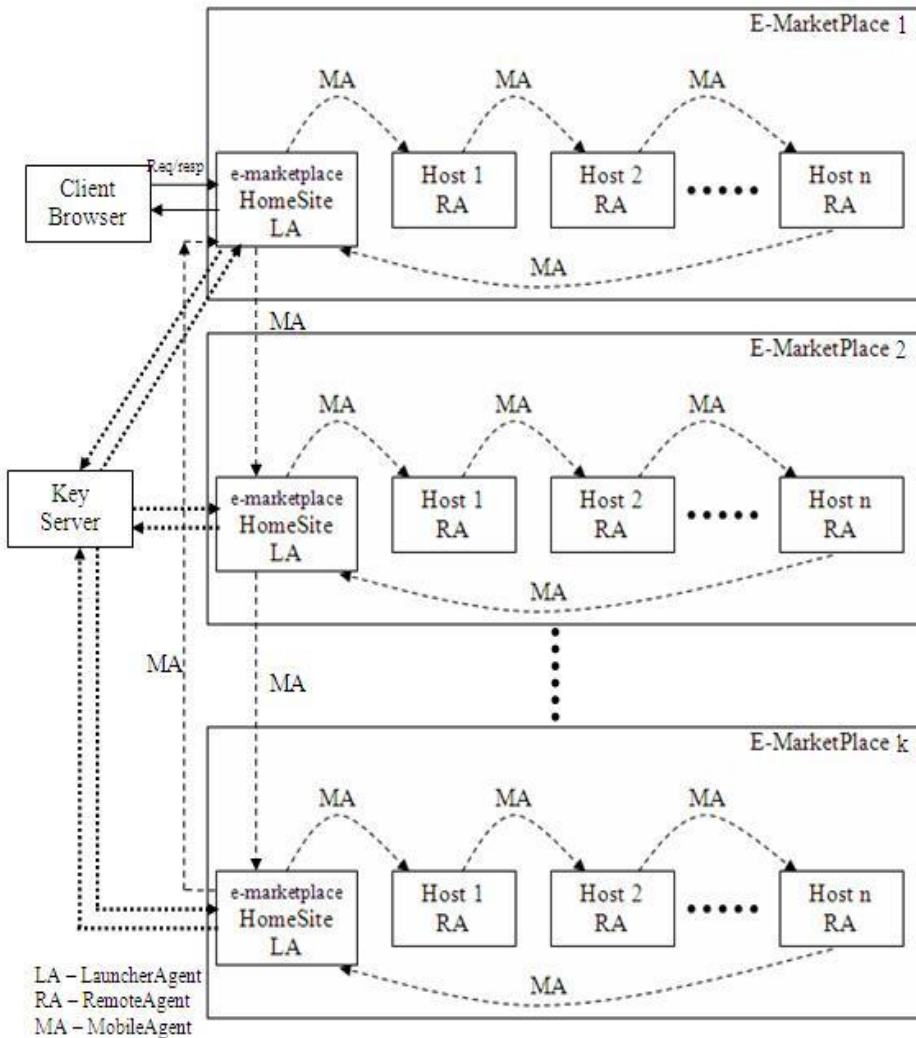 E-MarketPlace 1
MA
MA
MA
Req/resp
Client
Browser
e-marketplace
HomeSite
LA
Host 1
RA
Host 2
RA
Host n
RA
MA
MA
E-MarketPlace 2
MA
MA
MA
Key
Server
e-marketplace
HomeSite
LA
Host 1
RA
Host 2
RA
Host n
RA
MA
MA
MA
E-MarketPlace k
MA
MA
MA
e-marketplace
HomeSite
LA
Host 1
RA
Host 2
RA
Host n
RA
MA
LA – LauncherAgent
RA – RemoteAgent
MA – MobileAgent